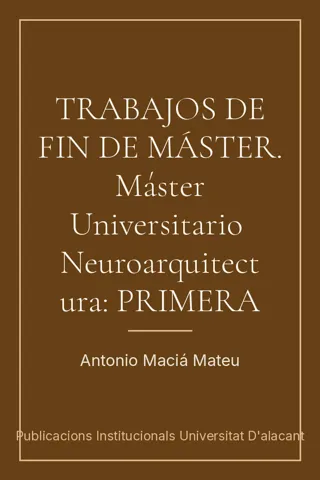 TRABAJOS DE
FIN DE MÁSTER.
Máster
Universitario
Neuroarquitect
ura: PRIMERA
Antonio Maciá Mateu
Publicacions Institucionals Universitat D'alacant